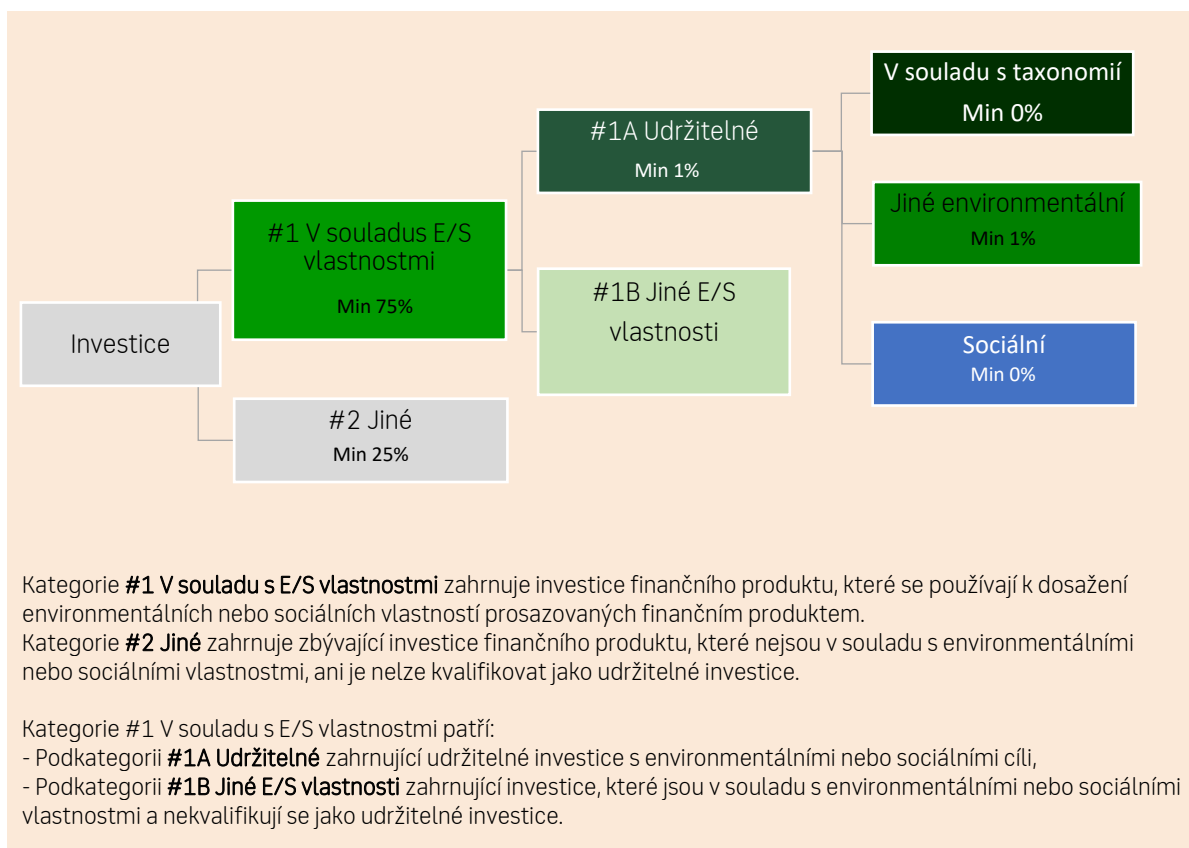 V souladu s taxonomií
Min 0%
#1A Udržitelné
Min 1%
Jiné environmentální
Min 1%
#1 V souladus E/S
vlastnostmi
Min 75%
#1B Jiné E/S
vlastnosti
Investice
Sociální
Min 0%
#2 Jiné
Min 25%
Kategorie #1 V souladu s E/S vlastnostmi zahrnuje investice finančního produktu, které se používají k dosažení
environmentálních nebo sociálních vlastností prosazovaných finančním produktem.
Kategorie #2 Jiné zahrnuje zbývající investice finančního produktu, které nejsou v souladu s environmentálními
nebo sociálními vlastnostmi, ani je nelze kvalifikovat jako udržitelné investice.
Kategorie #1 V souladu s E/S vlastnostmi patří:
- Podkategorii #1A Udržitelné zahrnující udržitelné investice s environmentálními nebo sociálními cíli,
- Podkategorii #1B Jiné E/S vlastnosti zahrnující investice, které jsou v souladu s environmentálními nebo sociálními
vlastnostmi a nekvalifikují se jako udržitelné investice.